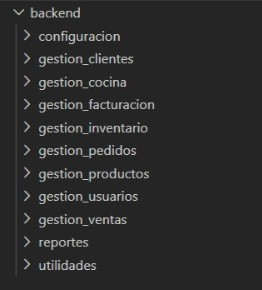 backend
configuracion
gestion_clientes
gestion_cocina
gestion_facturacion
gestion_inventario
gestion_pedidos
gestion_productos
gestion_usuarios
gestion_ventas
reportes
utilidades